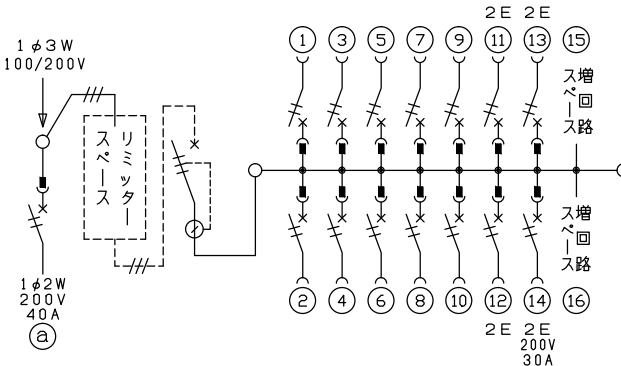 2E 2E
1φ3W
100/200V
① ③ ⑤ ⑦ ⑨ ⑪ ⑬ ⑮
増回路
スペース
リミッター
スペース
増回路
スペース
1φ2W
200V
40A
ⓐ
② ④ ⑥ ⑧ ⑩ ⑫ ⑭ ⑯
2E 2E
200V
30A